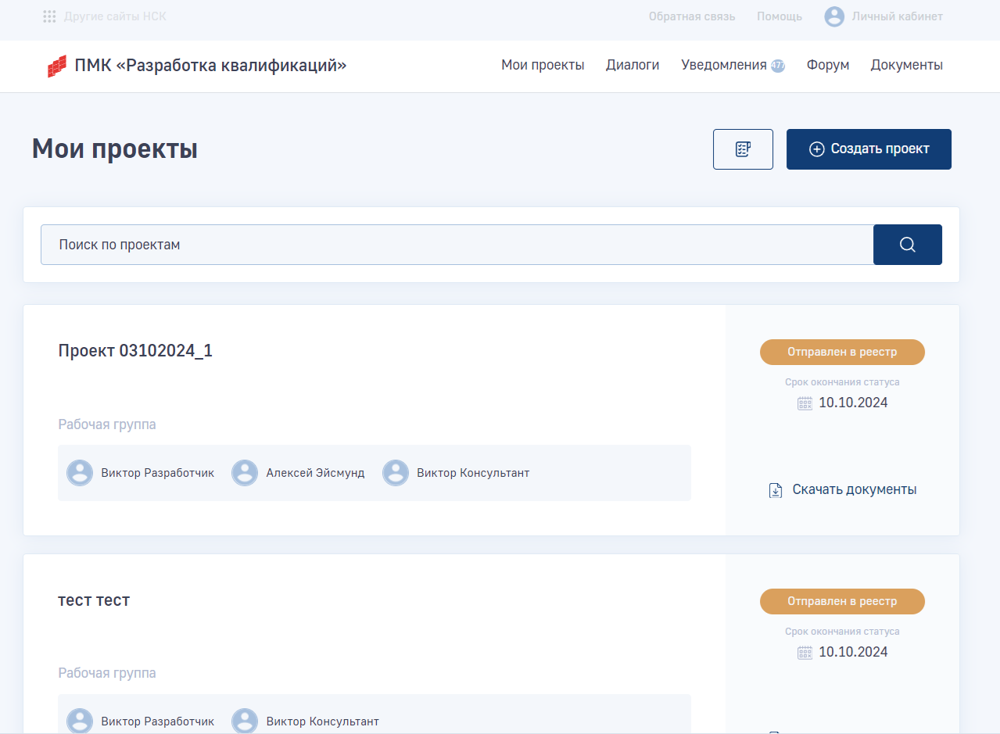 Другие сайты НСК
Обратная связь Помощь Личный кабинет
ПМК «Разработка квалификаций» Мои проекты Диалоги Уведомления 477 Форум Документы
Мои проекты
Создать проект
Поиск по проектам
Проект 03102024_1
Отправлен в реестр
Срок окончания статуса
10.10.2024
Рабочая группа
Виктор Разработчик Алексей Эйсмунд Виктор Консультант
Скачать документы
тест тест
Отправлен в реестр
Срок окончания статуса
10.10.2024
Рабочая группа
Виктор Разработчик Виктор Консультант